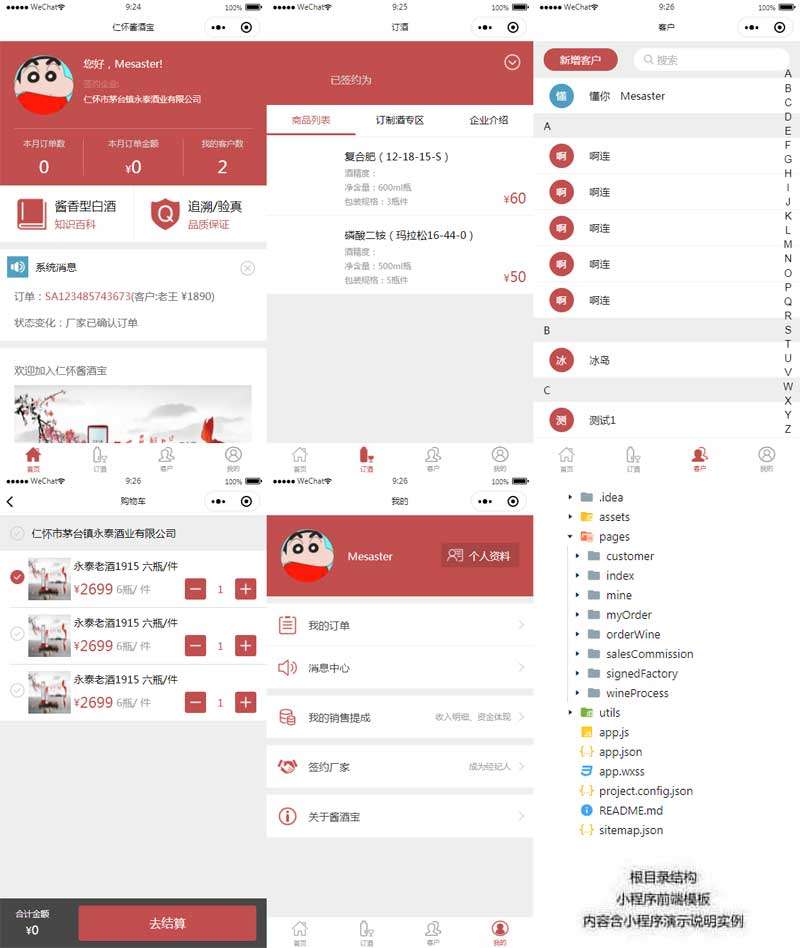 WeChat 9:24 100%
仁怀酱酒宝
您好，Mesaster!
签约企业:
仁怀市茅台镇永泰酒业有限公司
本月订单数 本月订单金额 我的客户数
0 ¥0 2
酱香型白酒 追溯/验真
知识百科 品质保证
系统消息
订单：SA123485743673(客户:老王 ¥1890)
状态变化：厂家已确认订单
欢迎加入仁怀酱酒宝
首页 订酒 客户 我的
WeChat 9:25 100%
订酒
已签约为
商品列表 订制酒专区 企业介绍
复合肥（12-18-15-S）
酒精度：
净含量：600ml瓶
包装规格：3瓶件 ¥60
磷酸二铵（玛拉松16-44-0）
酒精度：
净含量：500ml瓶
包装规格：5瓶件 ¥50
首页 订酒 客户 我的
WeChat 9:26 100%
客户
新增客户 搜索
懂 懂你 Mesaster
A
啊 啊连
啊 啊连
啊 啊连
啊 啊连
啊 啊连
B
冰 冰岛
C
测 测试1
A
B
C
D
E
F
G
H
I
J
K
L
M
N
O
P
Q
R
S
T
U
V
W
X
Y
Z
首页 订酒 客户 我的
WeChat 9:26 100%
购物车
仁怀市茅台镇永泰酒业有限公司
永泰老酒1915 六瓶/件
¥2699 6瓶/ 件 1
永泰老酒1915 六瓶/件
¥2699 6瓶/ 件 1
永泰老酒1915 六瓶/件
¥2699 6瓶/ 件 1
合计金额
¥0
去结算
WeChat 9:26 100%
我的
Mesaster 个人资料
我的订单
消息中心
我的销售提成 收入明细、资金体现
签约厂家 成为经纪人
关于酱酒宝
首页 订酒 客户 我的
.idea
assets
pages
customer
index
mine
myOrder
orderWine
salesCommission
signedFactory
wineProcess
utils
app.js
app.json
app.wxss
project.config.json
README.md
sitemap.json
根目录结构
小程序前端模板
内容含小程序演示说明实例